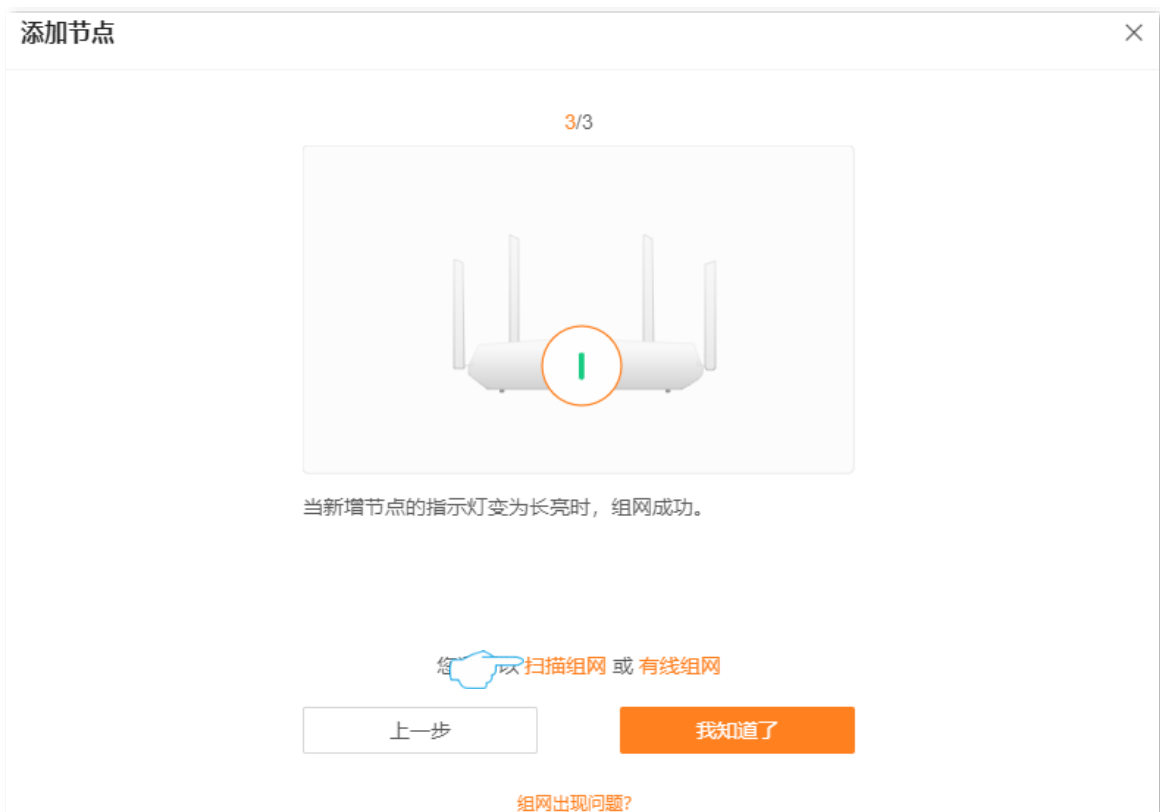 添加节点
3/3
当新增节点的指示灯变为长亮时，组网成功。
您 以 扫描组网 或 有线组网
上一步
我知道了
组网出现问题?